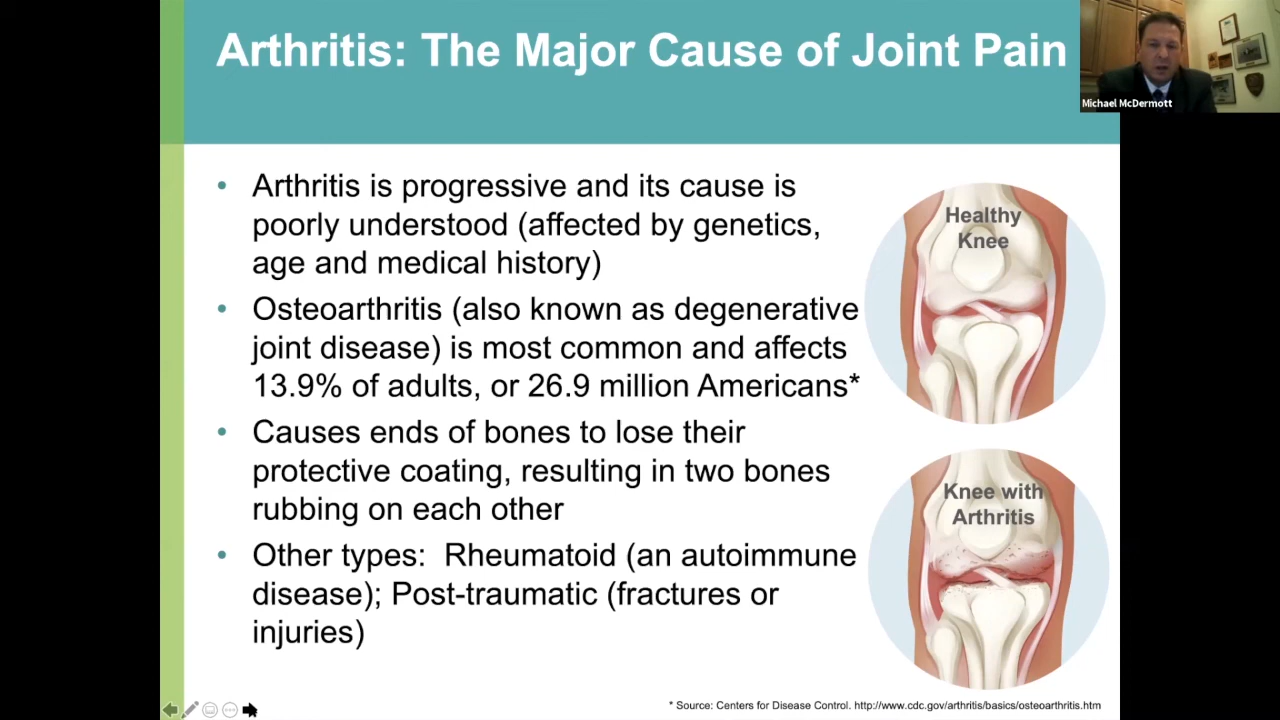 Arthritis: The Major Cause of Joint Pain
Michael McDermott
• Arthritis is progressive and its cause is
poorly understood (affected by genetics,
age and medical history)
• Osteoarthritis (also known as degenerative
joint disease) is most common and affects
13.9% of adults, or 26.9 million Americans*
• Causes ends of bones to lose their
protective coating, resulting in two bones
rubbing on each other
• Other types:  Rheumatoid (an autoimmune
disease); Post-traumatic (fractures or
injuries)
Healthy
Knee
Knee with
Arthritis
* Source: Centers for Disease Control. http://www.cdc.gov/arthritis/basics/osteoarthritis.htm